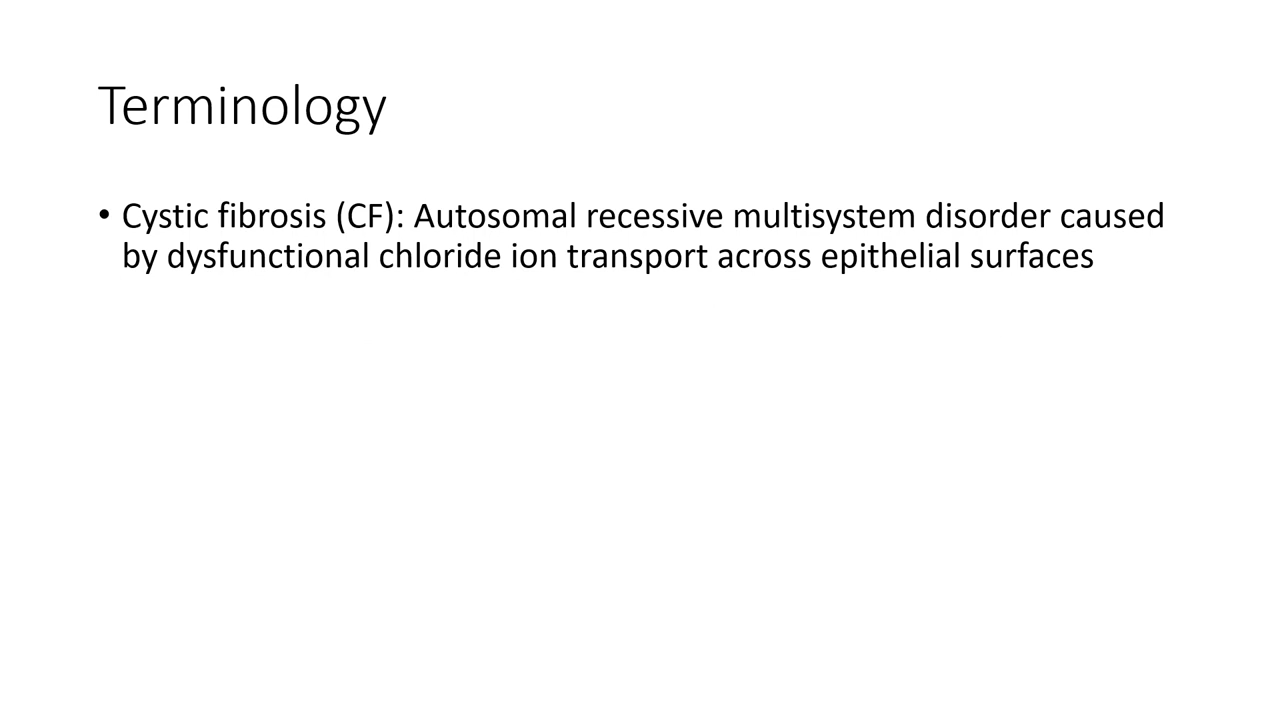 Terminology
• Cystic fibrosis (CF): Autosomal recessive multisystem disorder caused
by dysfunctional chloride ion transport across epithelial surfaces